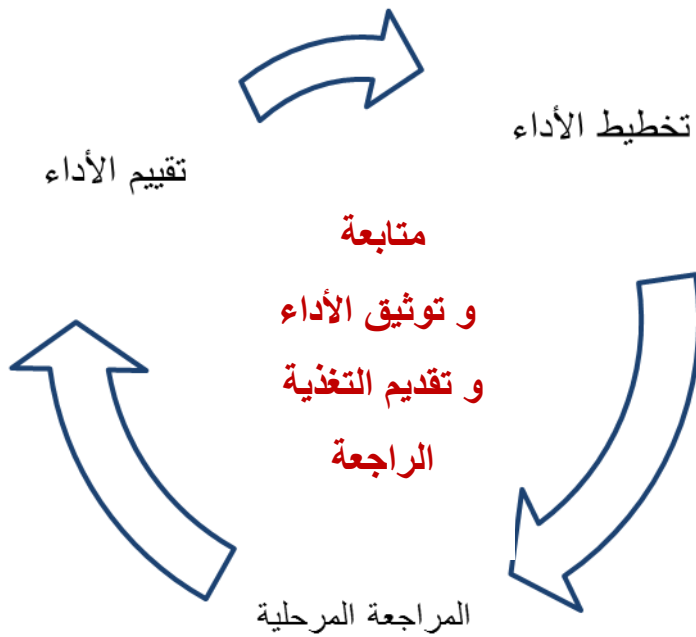 تخطيط الأداء
تقييم الأداء
متابعة
و توثيق الأداء
و تقديم التغذية
الراجعة
المراجعة المرحلية